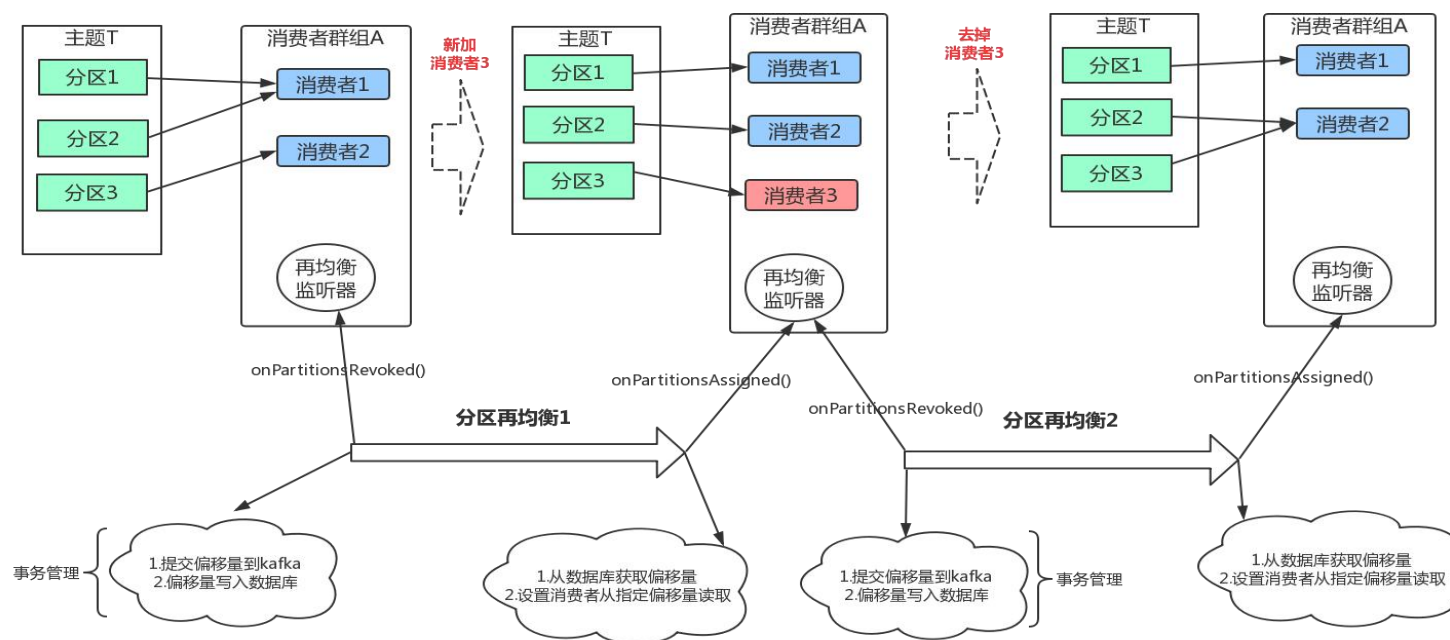 主题T
分区1
分区2
分区3
消费者群组A
消费者1
消费者2
再均衡
监听器
新加
消费者3
主题T
分区1
分区2
分区3
消费者群组A
消费者1
消费者2
消费者3
再均衡
监听器
去掉
消费者3
主题T
分区1
分区2
分区3
消费者群组A
消费者1
消费者2
再均衡
监听器
onPartitionsRevoked()
onPartitionsAssigned()
onPartitionsRevoked()
onPartitionsAssigned()
分区再均衡1
分区再均衡2
事务管理
1.提交偏移量到kafka
2.偏移量写入数据库
1.从数据库获取偏移量
2.设置消费者从指定偏移量读取
1.提交偏移量到kafka
2.偏移量写入数据库
事务管理
1.从数据库获取偏移量
2.设置消费者从指定偏移量读取